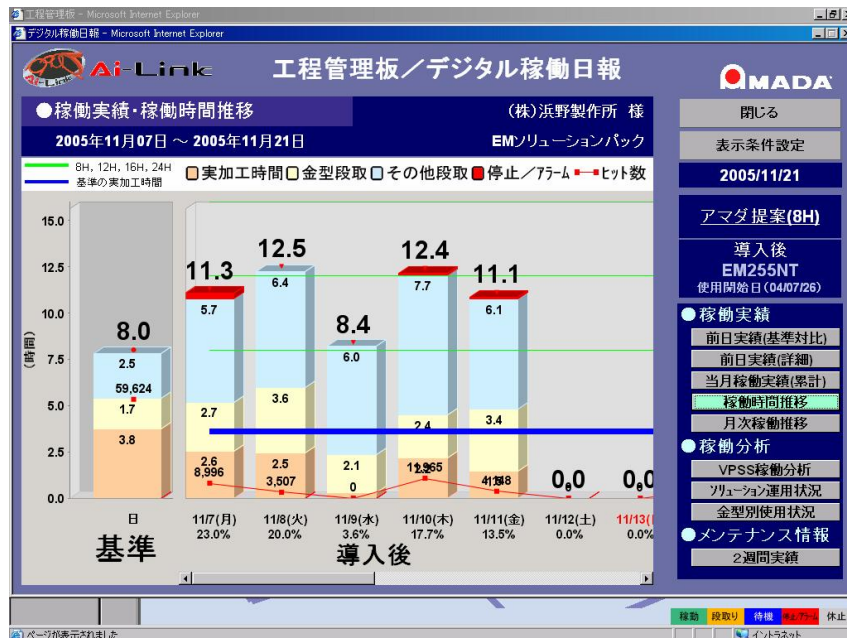 工程管理板 - Microsoft Internet Explorer
デジタル稼働日報 - Microsoft Internet Explorer
Ai-Link
工程管理板／デジタル稼働日報
AMADA
●稼働実績・稼働時間推移
(株)浜野製作所 様
2005年11月07日 ～ 2005年11月21日
EMソリューションパック
閉じる
表示条件設定
2005/11/21
8H, 12H, 16H, 24H
基準の実加工時間
実加工時間 金型段取 その他段取 停止／アラーム ヒット数
アマダ提案(8H)
導入後
EM255NT
使用開始日(04/07/26)
●稼働実績
前日実績(基準対比)
前日実績(詳細)
当月稼働実績(累計)
稼働時間推移
月次稼働推移
●稼働分析
VPSS稼働分析
ソリューション運用状況
金型別使用状況
●メンテナンス情報
2週間実績
(時間)
15.0
12.5
10.0
7.5
5.0
2.5
0.0
8.0
2.5
59,624
1.7
3.8
11.3
5.7
2.7
2.6
8,996
12.5
6.4
3.6
2.5
3,507
8.4
6.0
2.1
0
12.4
7.7
2.4
11,965
11.1
6.1
3.4
0.0
0
0.0
0
日
11/7(月) 11/8(火) 11/9(水) 11/10(木) 11/11(金) 11/12(土) 11/13(
23.0% 20.0% 3.6% 17.7% 13.5% 0.0% 0.0%
基準
導入後
稼動 段取り 待機 停止/アラーム 休止
ページが表示されました
イントラネット